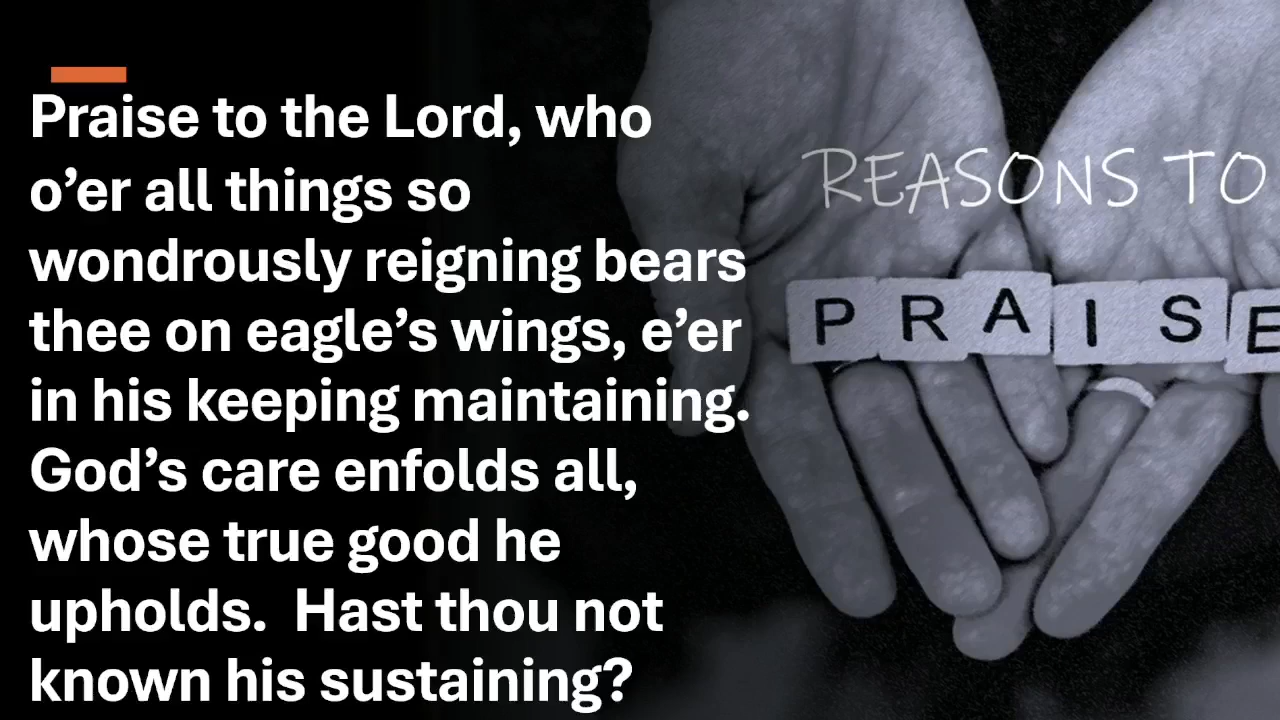 Praise to the Lord, who
o’er all things so
wondrously reigning bears
thee on eagle’s wings, e’er
in his keeping maintaining.
God’s care enfolds all,
whose true good he
upholds.  Hast thou not
known his sustaining?
REASONS TO
PRAISE